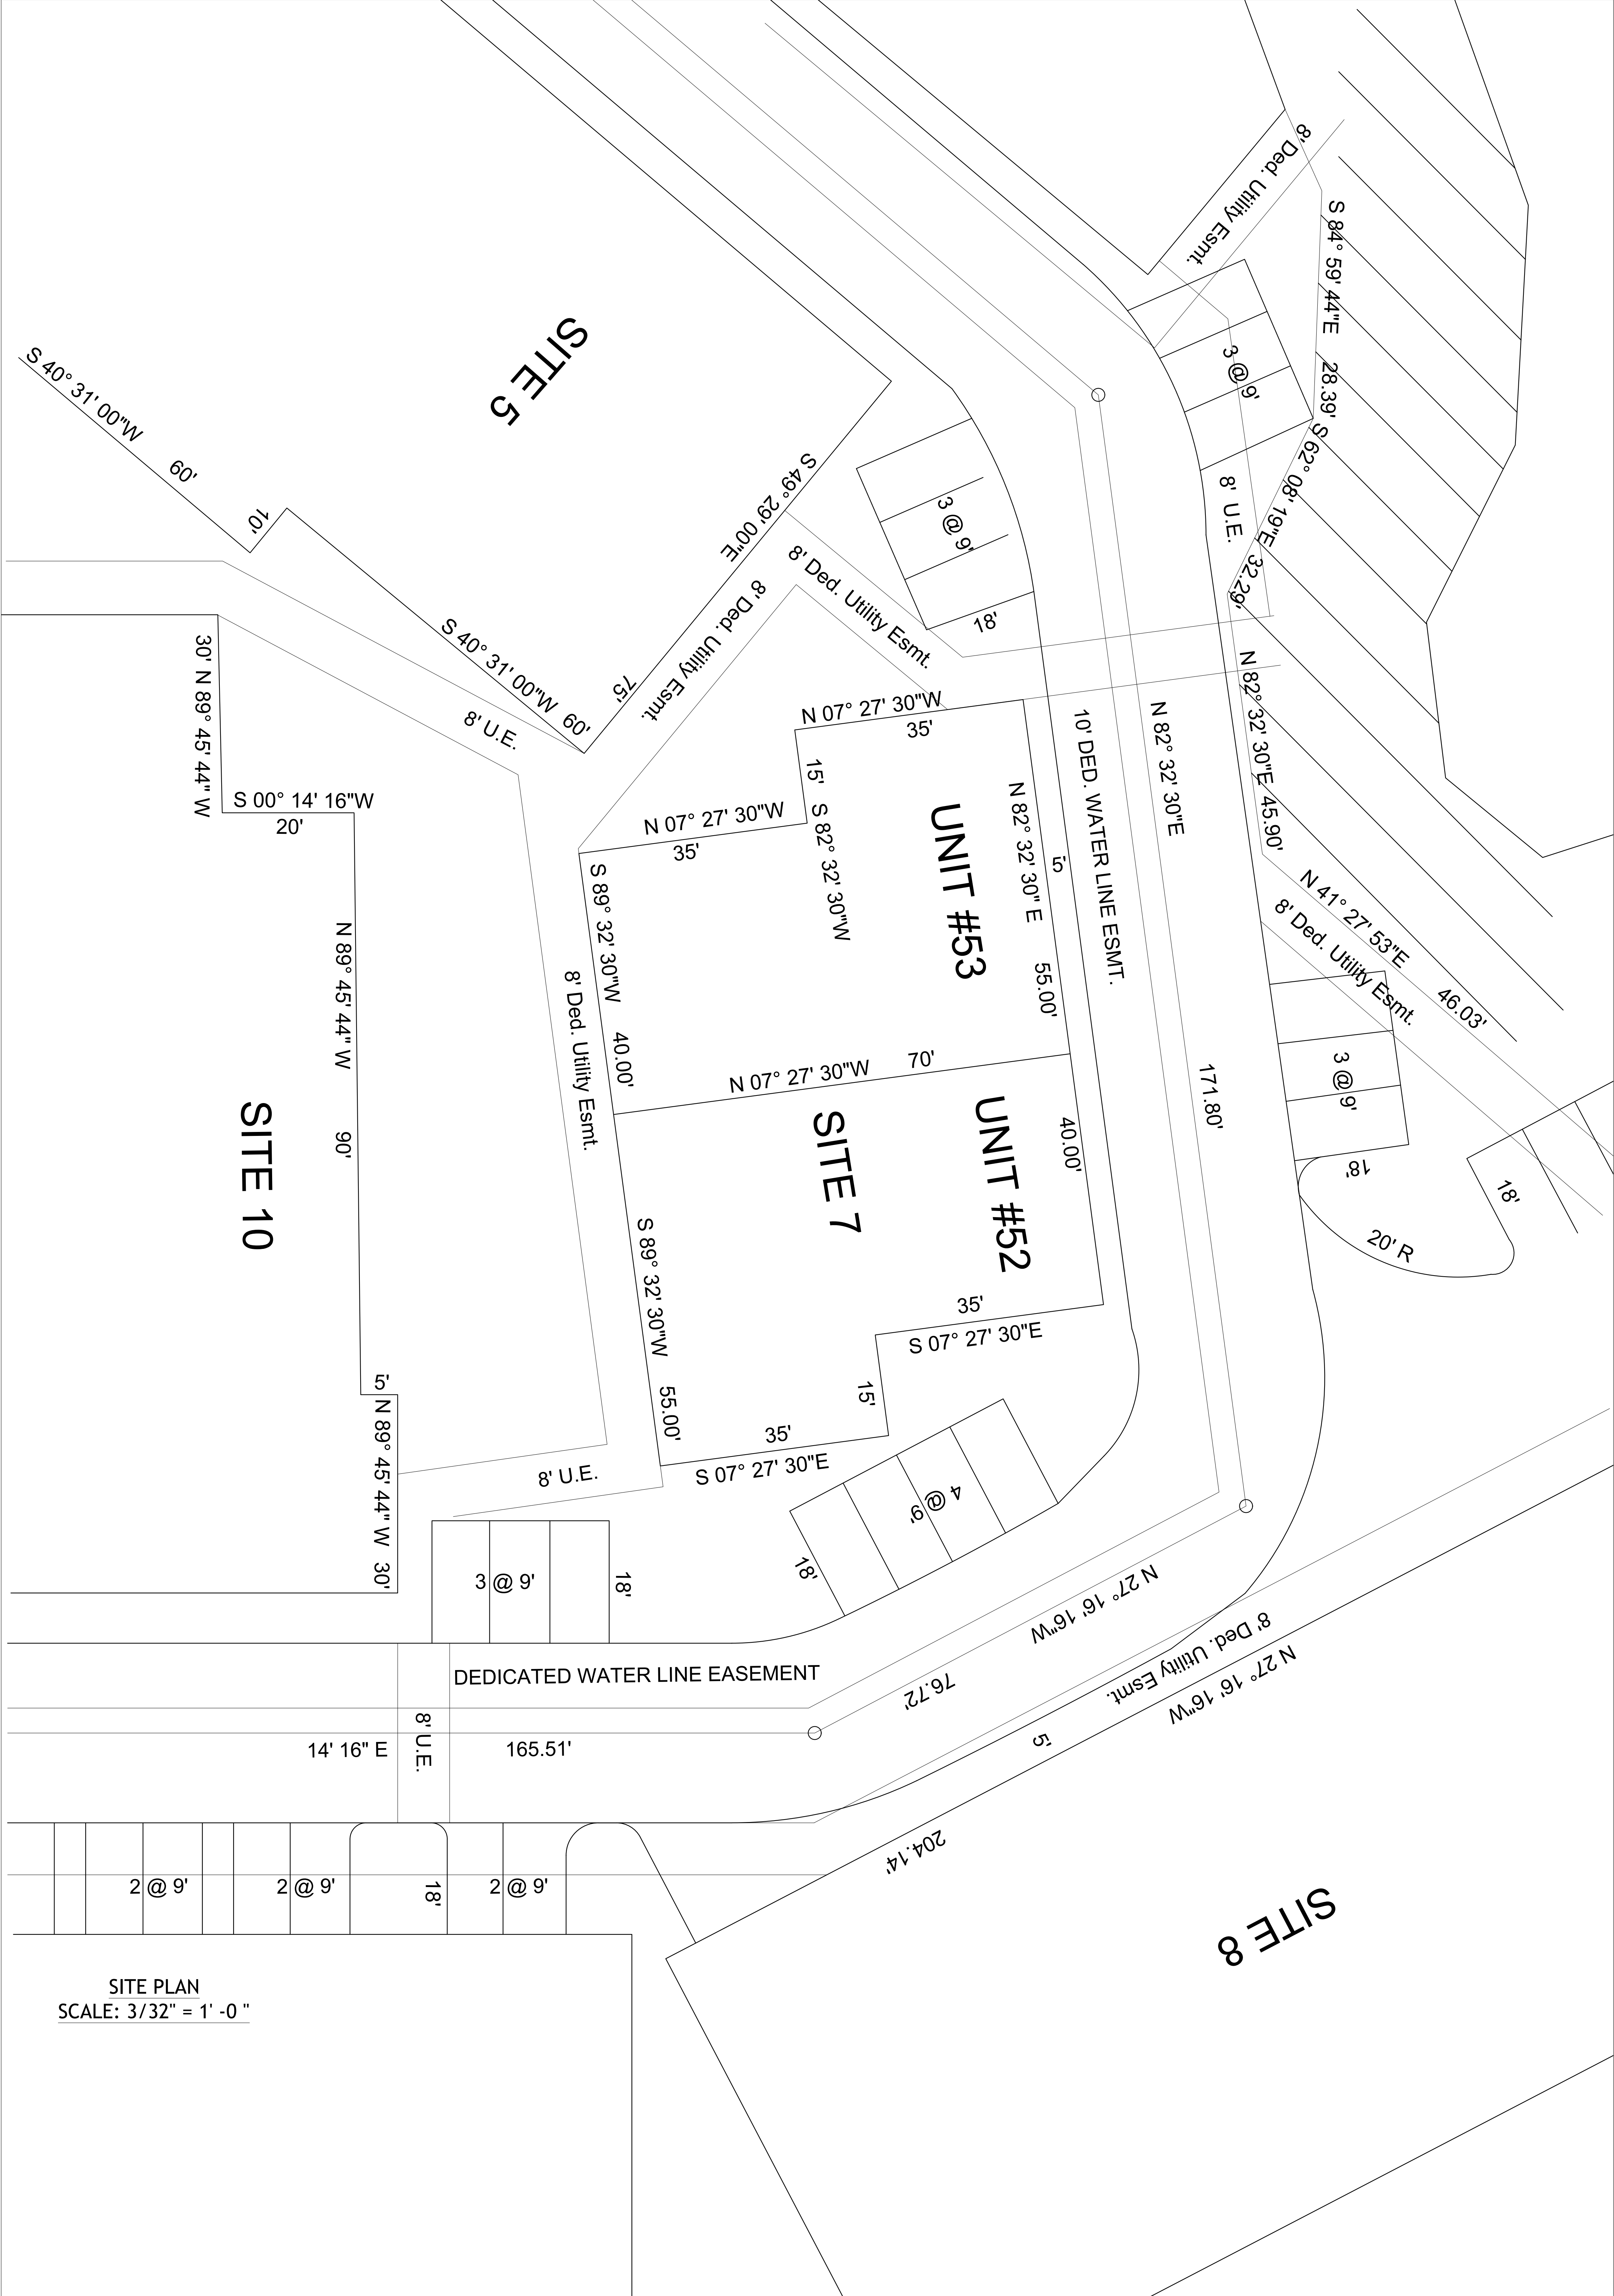 8' Ded. Utility
Esmt.
S 84° 59' 44"E 28.39'
3 @ 9'
SITE 5
S 40° 31' 00"W 60'
10'
S 62° 08' 19"E 32.29'
8' U.E.
S 49° 29' 00"E
75'
3 @ 9'
18'
8' Ded. Utility Esmt.
8' Ded. Utility
Esmt.
S 40° 31' 00"W 60'
8' U.E.
30' N 89° 45' 44" W
S 00° 14' 16"W
20'
N 89° 45' 44" W 90'
SITE 10
5'
N 89° 45' 44" W 30'
N 07° 27' 30"W
35'
15' S 82° 32' 30"W
N 07° 27' 30"W
35'
S 89° 32' 30"W 40.00'
8' Ded. Utility Esmt.
UNIT #53
N 82° 32' 30" E 55.00'
5'
10' DED. WATER LINE ESMT.
N 82° 32' 30"E 171.80'
N 82° 32' 30"E 45.90'
N 41° 27' 53"E 46.03'
8' Ded. Utility
Esmt.
3 @ 9'
18'
18'
20' R
N 07° 27' 30"W 70'
SITE 7
UNIT #52
40.00'
S 89° 32' 30"W 55.00'
35'
S 07° 27' 30"E
15'
35'
S 07° 27' 30"E
8' U.E.
3 @ 9'
18'
4 @ 9'
18'
N 27° 16' 16"W
76.72'
8' Ded. Utility
Esmt.
N 27° 16' 16"W
5'
204.14'
DEDICATED WATER LINE EASEMENT
14' 16" E
8' U.E.
165.51'
2 @ 9'
2 @ 9'
18'
2 @ 9'
SITE 8
SITE PLAN
SCALE: 3/32" = 1' -0 "